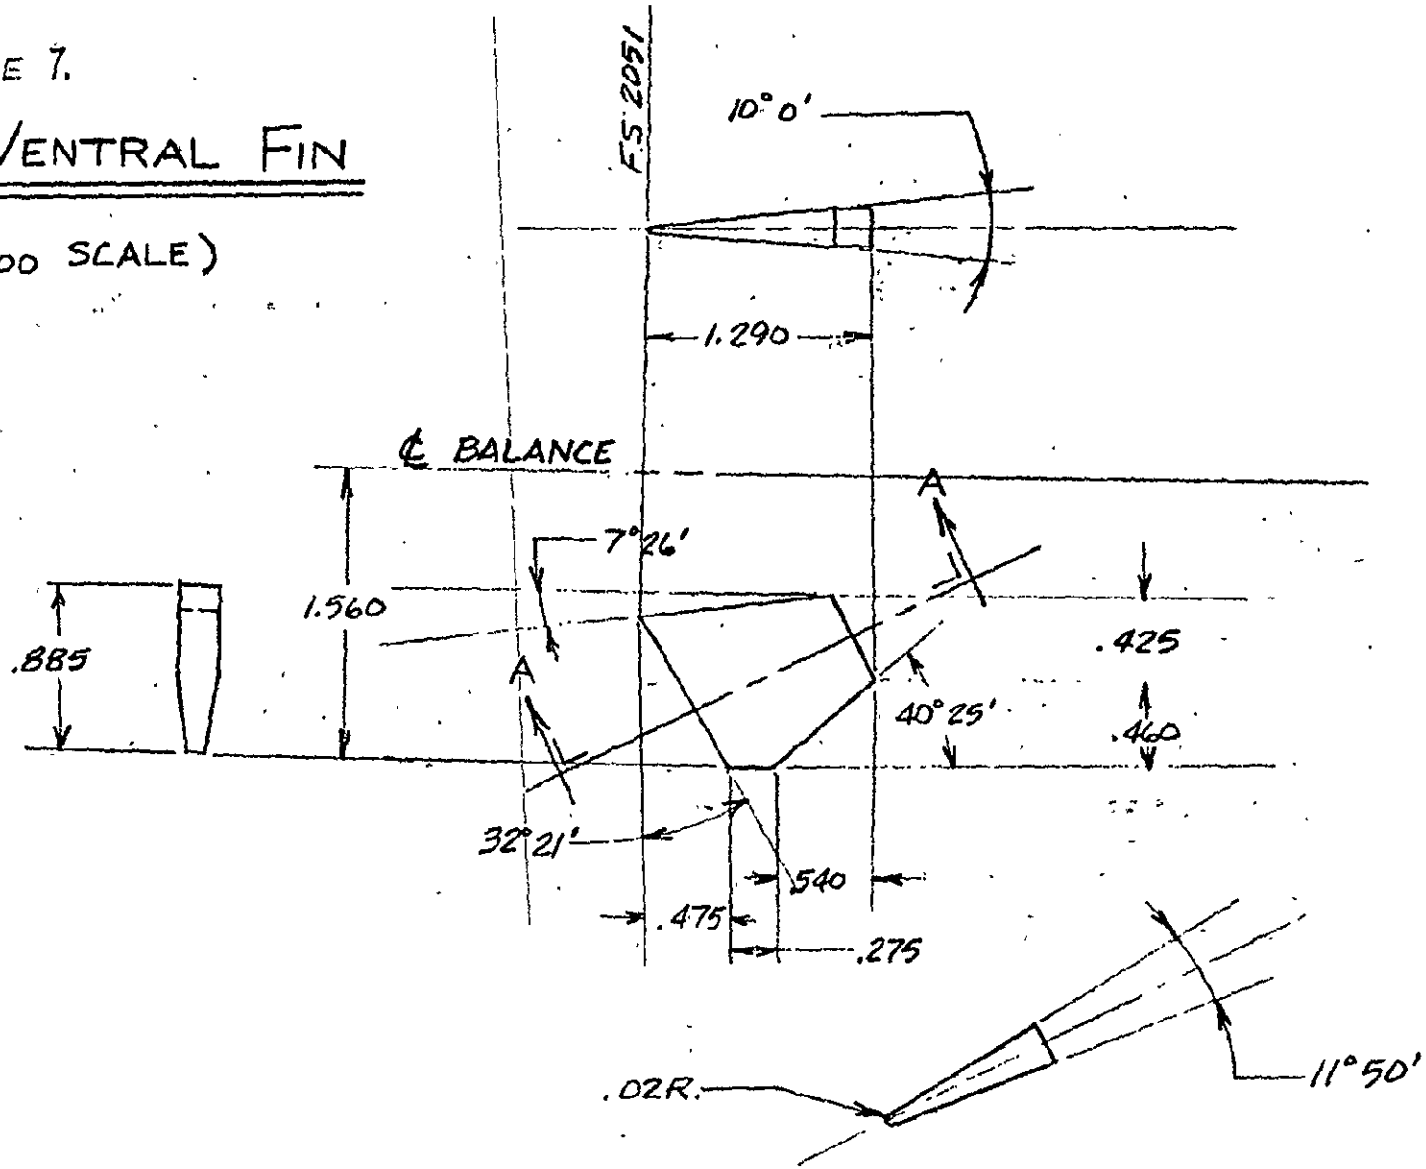 E 7.
VENTRAL FIN
00 SCALE)
F.S 2051
10°0'
1.290
℄ BALANCE
A
7°26'
1.560
.885
A
.425
40°25'
.460
32°21'
.540
.475
.275
.02R.
11°50'